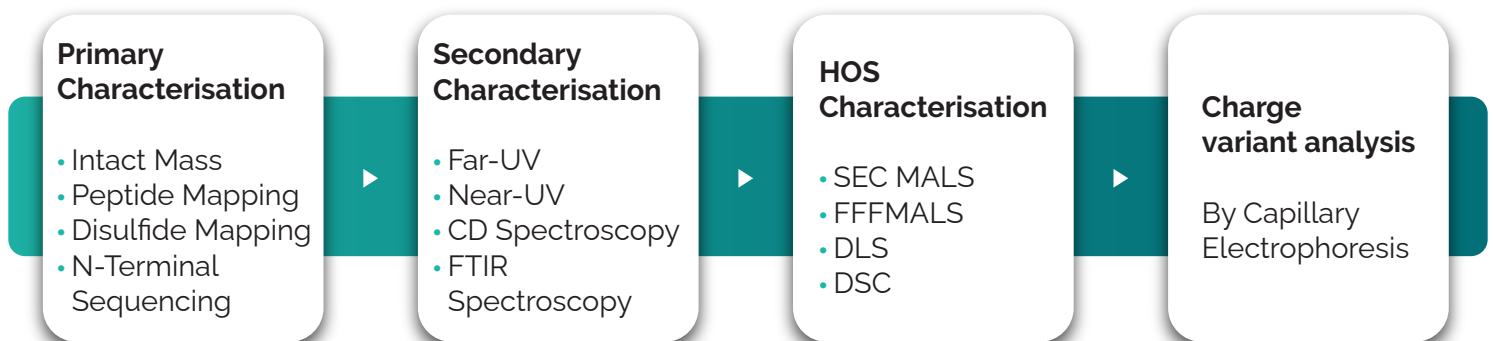 Primary
Characterisation
• Intact Mass
• Peptide Mapping
• Disulfide Mapping
• N-Terminal
Sequencing
Secondary
Characterisation
• Far-UV
• Near-UV
• CD Spectroscopy
• FTIR
Spectroscopy
HOS
Characterisation
• SEC MALS
• FFFMALS
• DLS
• DSC
Charge
variant analysis
By Capillary
Electrophoresis